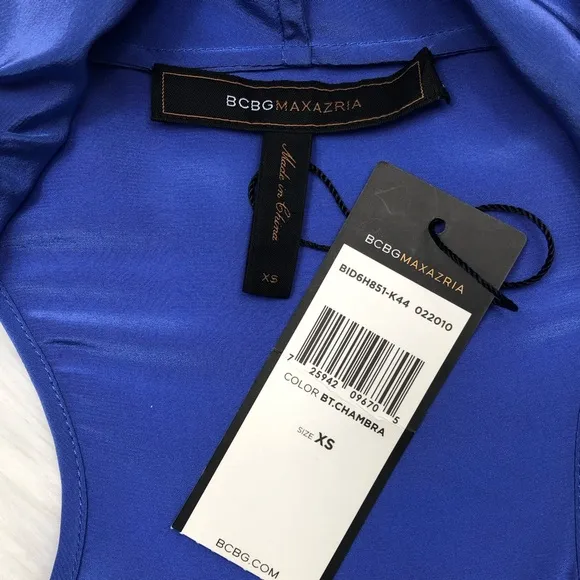 BCBGMAXAZRIA
Made in China
XS
BCBGMAXAZRIA
BID6H851-K44 022010
7 25942 09670 5
COLOR BT.CHAMBRA
SIZE XS
BCBG.COM